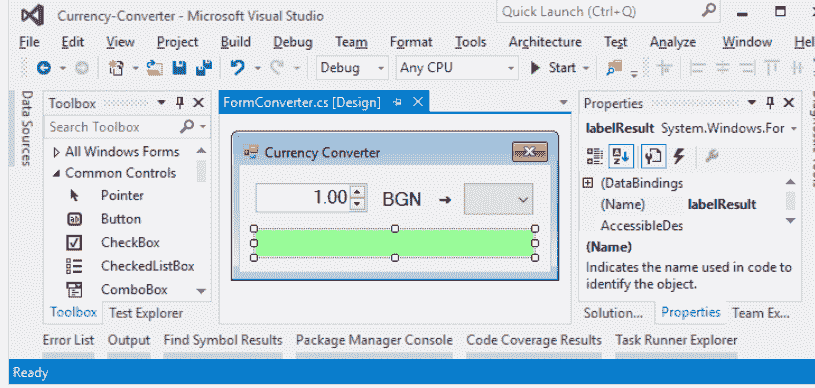 Currency-Converter - Microsoft Visual Studio
Quick Launch (Ctrl+Q)
File Edit View Project Build Debug Team Format Tools Architecture Test Analyze Window
Debug Any CPU Start
Data Sources
Toolbox
Search Toolbox
All Windows Forms
Common Controls
Pointer
Button
CheckBox
CheckedListBox
ComboBox
Toolbox Test Explorer
FormConverter.cs [Design]
Currency Converter
1.00 BGN →
Properties
labelResult System.Windows.For
(DataBindings
(Name) labelResult
AccessibleDes
(Name)
Indicates the name used in code to
identify the object.
Solution... Properties Team Ex...
Error List Output Find Symbol Results Package Manager Console Code Coverage Results Task Runner Explorer
Ready